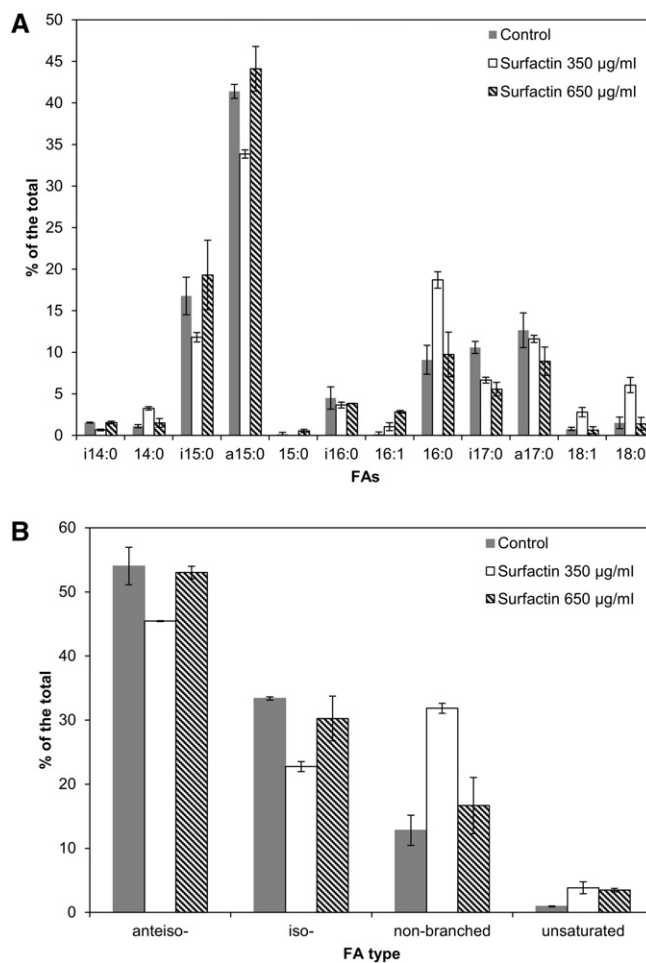 A
Control
Surfactin 350 µg/ml
Surfactin 650 µg/ml
% of the total
50
45
40
35
30
25
20
15
10
5
0
i14:0 14:0 i15:0 a15:0 15:0 i16:0 16:1 16:0 i17:0 a17:0 18:1 18:0
FAs
B
Control
Surfactin 350 µg/ml
Surfactin 650 µg/ml
% of the total
60
50
40
30
20
10
0
anteiso- iso- non-branched unsaturated
FA type